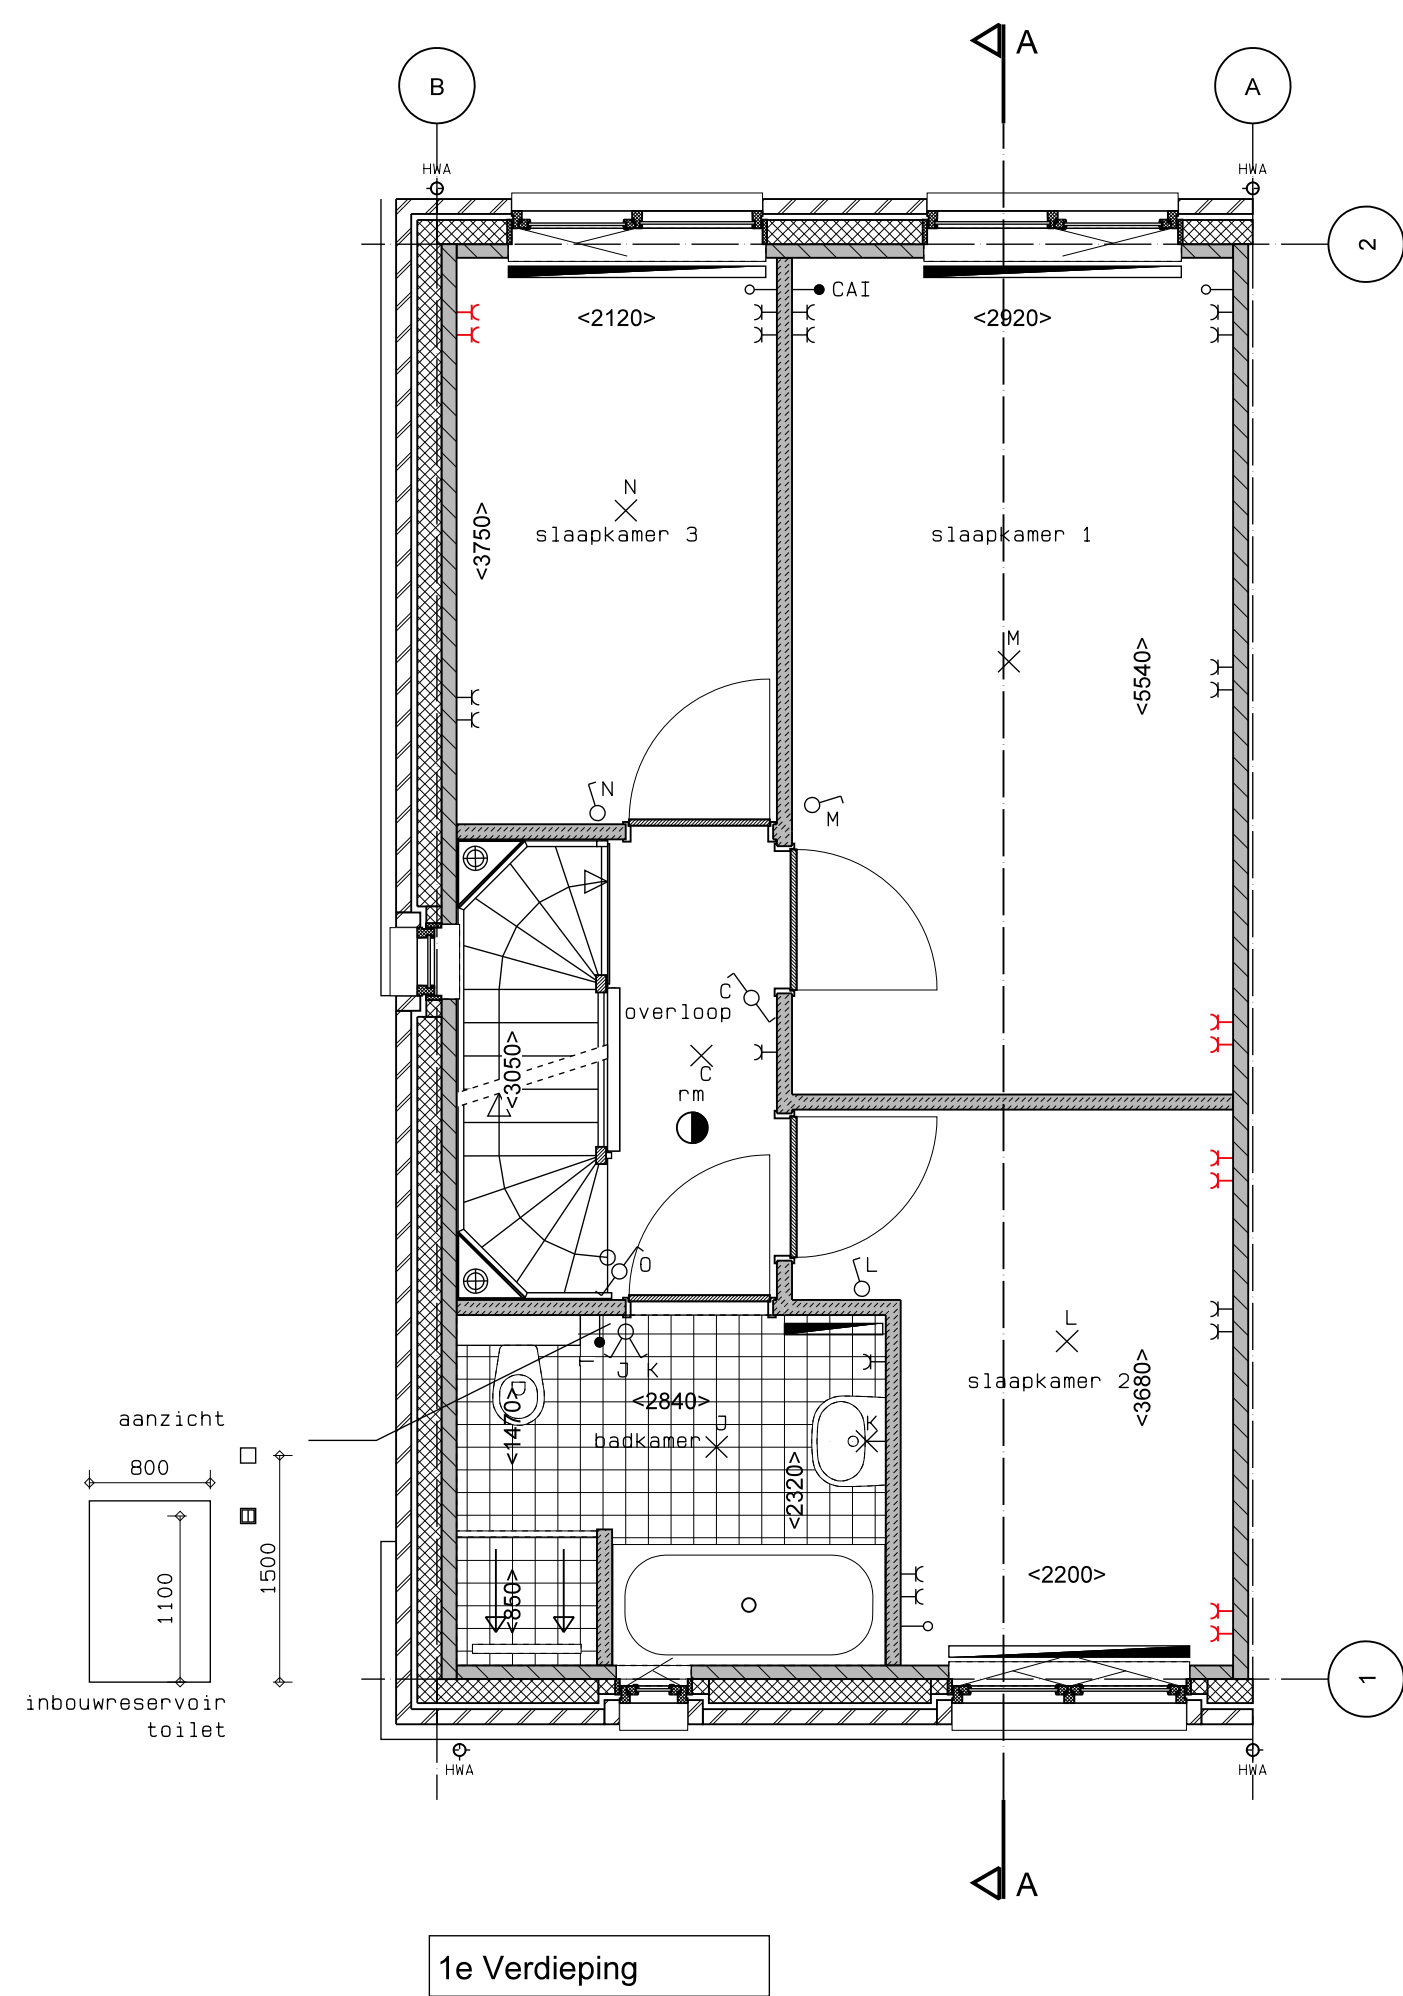 A
B
A
HWA
HWA
2
CAI
<2120>
<2920>
N
slaapkamer 3
slaapkamer 1
<3750>
M
<5540>
N
M
C
overloop
<3050>
C
rm
O
L
L
T
J K
slaapkamer 2
<3680>
<2840>
<1470>
J
K
badkamer
<2320>
aanzicht
800
1100
1500
<850>
<2200>
inbouwreservoir
toilet
1
HWA
HWA
A
1e Verdieping